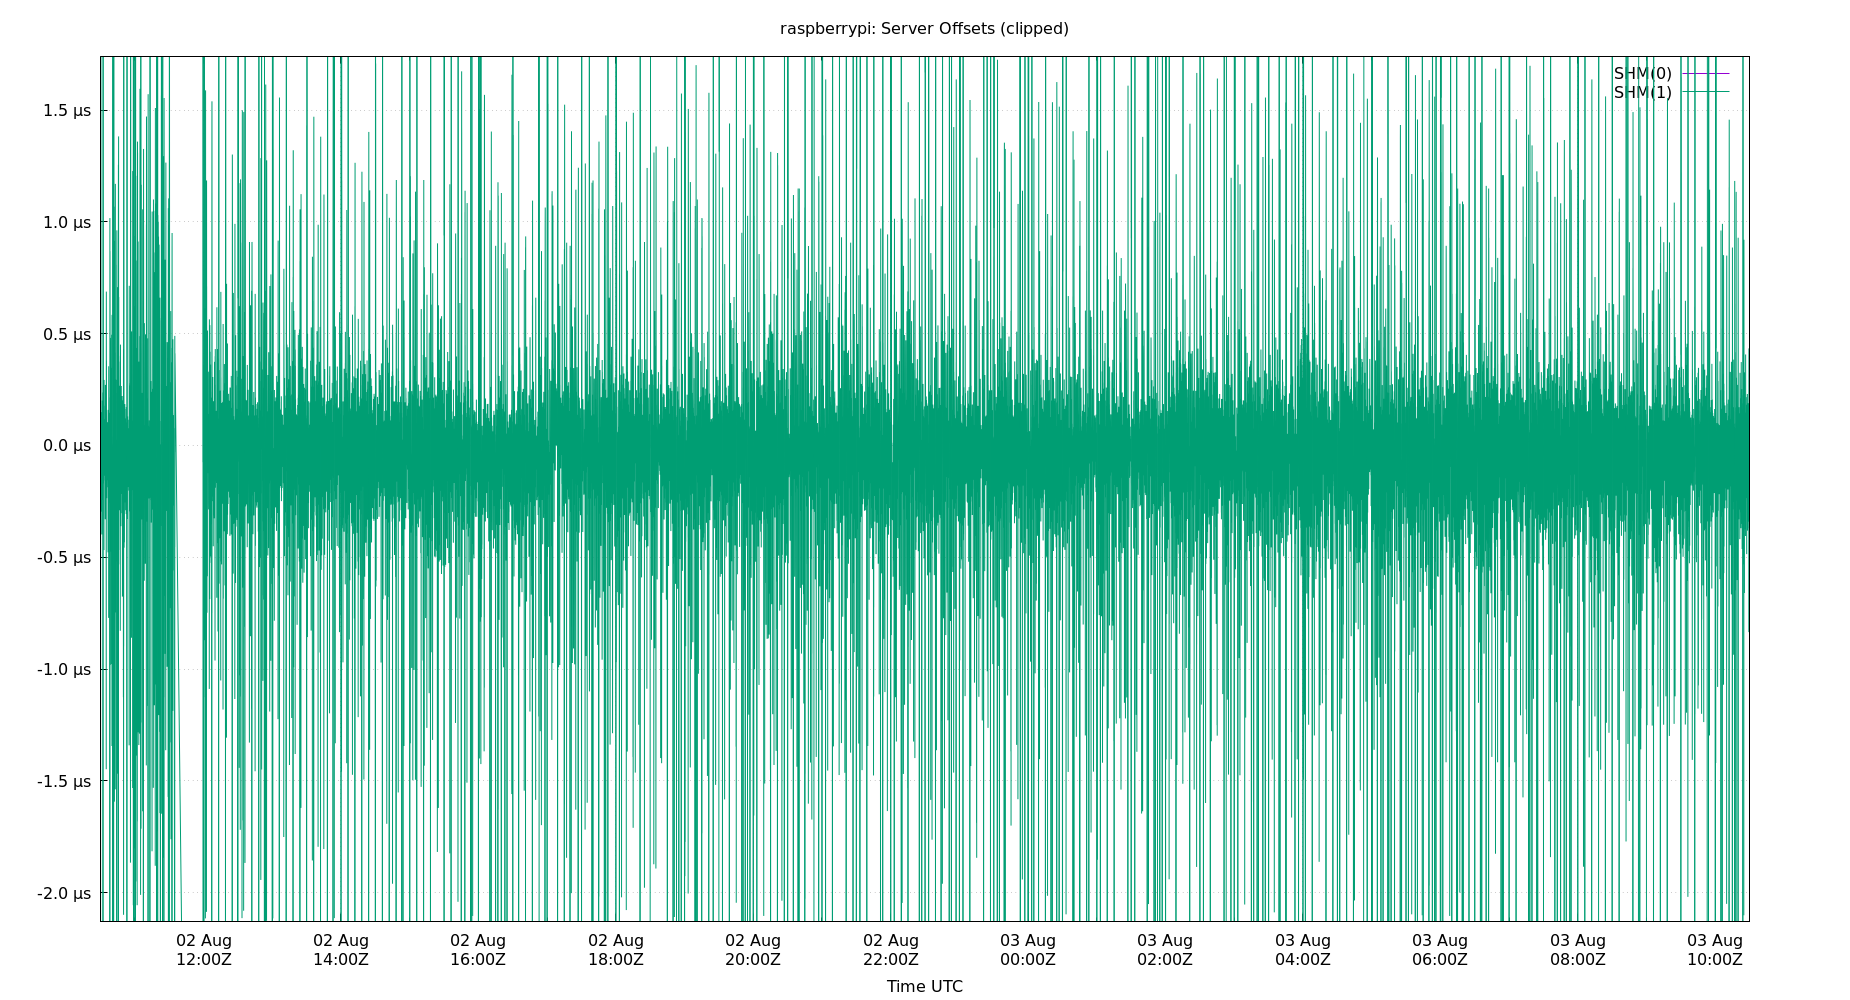 raspberrypi: Server Offsets (clipped)
SHM(0)
SHM(1)
1.5 µs
1.0 µs
0.5 µs
0.0 µs
-0.5 µs
-1.0 µs
-1.5 µs
-2.0 µs
02 Aug 02 Aug 02 Aug 02 Aug 02 Aug 02 Aug 03 Aug 03 Aug 03 Aug 03 Aug 03 Aug 03 Aug
12:00Z 14:00Z 16:00Z 18:00Z 20:00Z 22:00Z 00:00Z 02:00Z 04:00Z 06:00Z 08:00Z 10:00Z
Time UTC